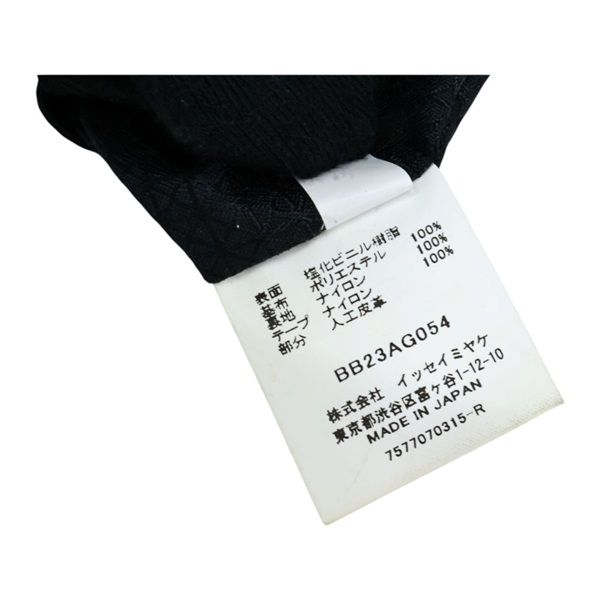 表面 塩化ビニル樹脂 100%
基布 ポリエステル 100%
裏地 ナイロン 100%
テープ ナイロン
部分 人工皮革
BB23AG054
株式会社 イッセイミヤケ
東京都渋谷区富ヶ谷1-12-10
MADE IN JAPAN
7577070315-R